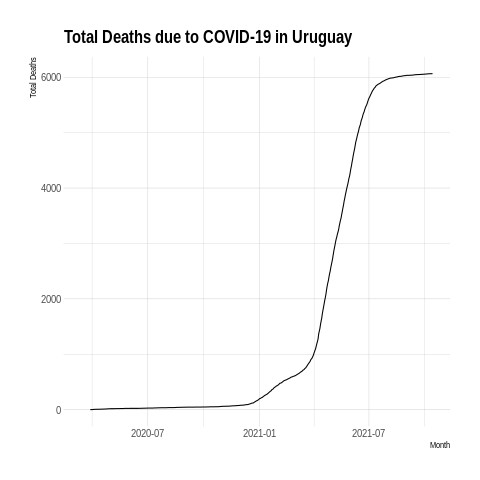 Total Deaths due to COVID-19 in Uruguay
Total Deaths
6000
4000
2000
0
2020-07
2021-01
2021-07
Month